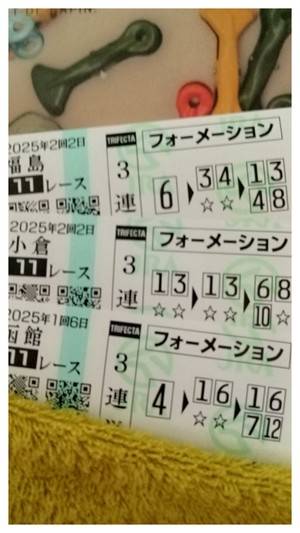 2025年2回2日
福島
11レース
TRIFECTA
3
連
フォーメーション
6 ▶ 3 4 ▶ 1 3
☆☆ 4 8
2025年2回2日
小倉
11レース
TRIFECTA
3
連
フォーメーション
1 3 ▶ 1 3 ▶ 6 8
☆☆ ☆☆ 10 ☆
2025年1回6日
函館
11レース
TRIFECTA
3
連
フォーメーション
4 ▶ 1 6 ▶ 1 6
☆☆ 7 12